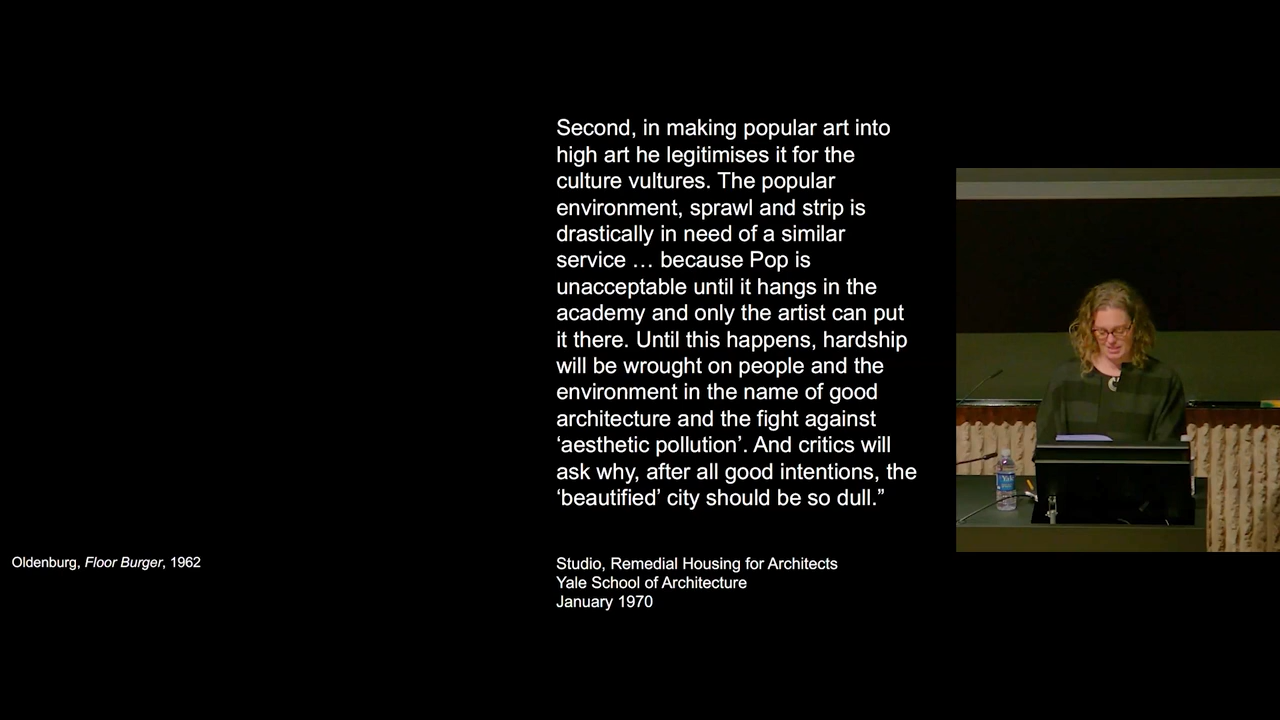 Second, in making popular art into
high art he legitimises it for the
culture vultures. The popular
environment, sprawl and strip is
drastically in need of a similar
service … because Pop is
unacceptable until it hangs in the
academy and only the artist can put
it there. Until this happens, hardship
will be wrought on people and the
environment in the name of good
architecture and the fight against
‘aesthetic pollution’. And critics will
ask why, after all good intentions, the
‘beautified’ city should be so dull.”
Oldenburg, Floor Burger, 1962
Studio, Remedial Housing for Architects
Yale School of Architecture
January 1970